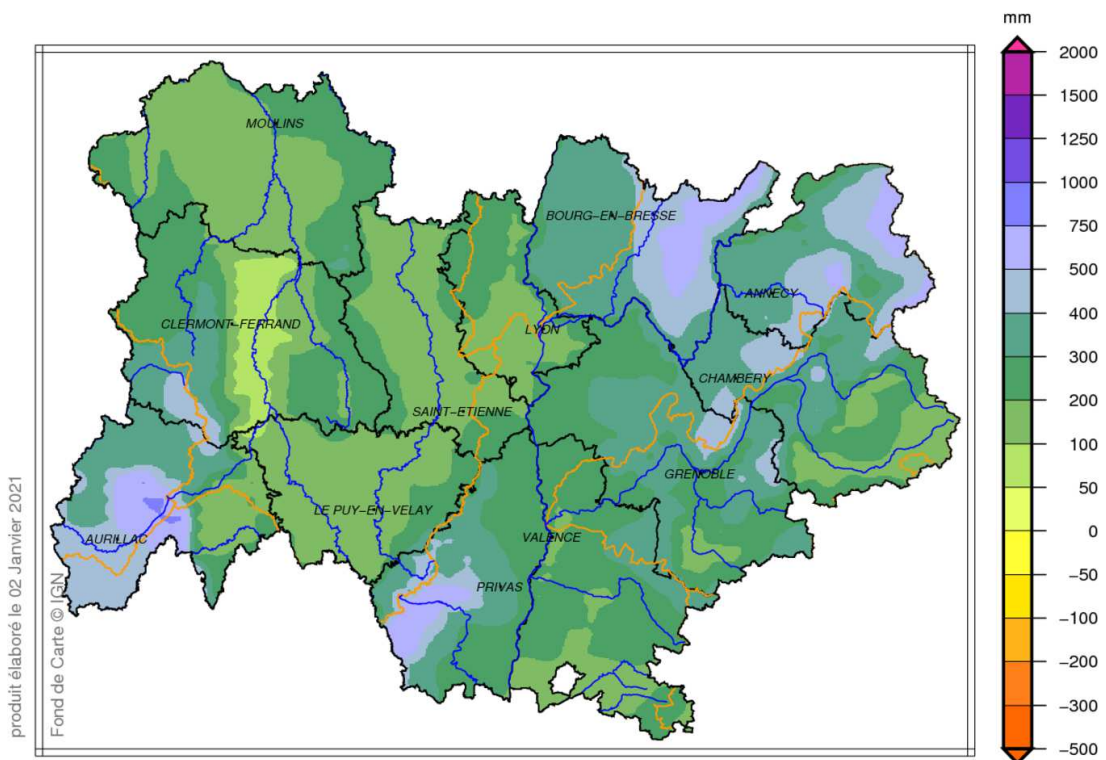 mm
2000
1500
1250
1000
750
500
400
300
200
100
50
0
−50
−100
−200
−300
−500
MOULINS
BOURG−EN−BRESSE
ANNECY
CLERMONT−FERRAND
LYON
CHAMBERY
SAINT−ETIENNE
GRENOBLE
LE PUY−EN−VELAY
AURILLAC
VALENCE
PRIVAS
produit élaboré le 02 Janvier 2021
Fond de Carte © IGN